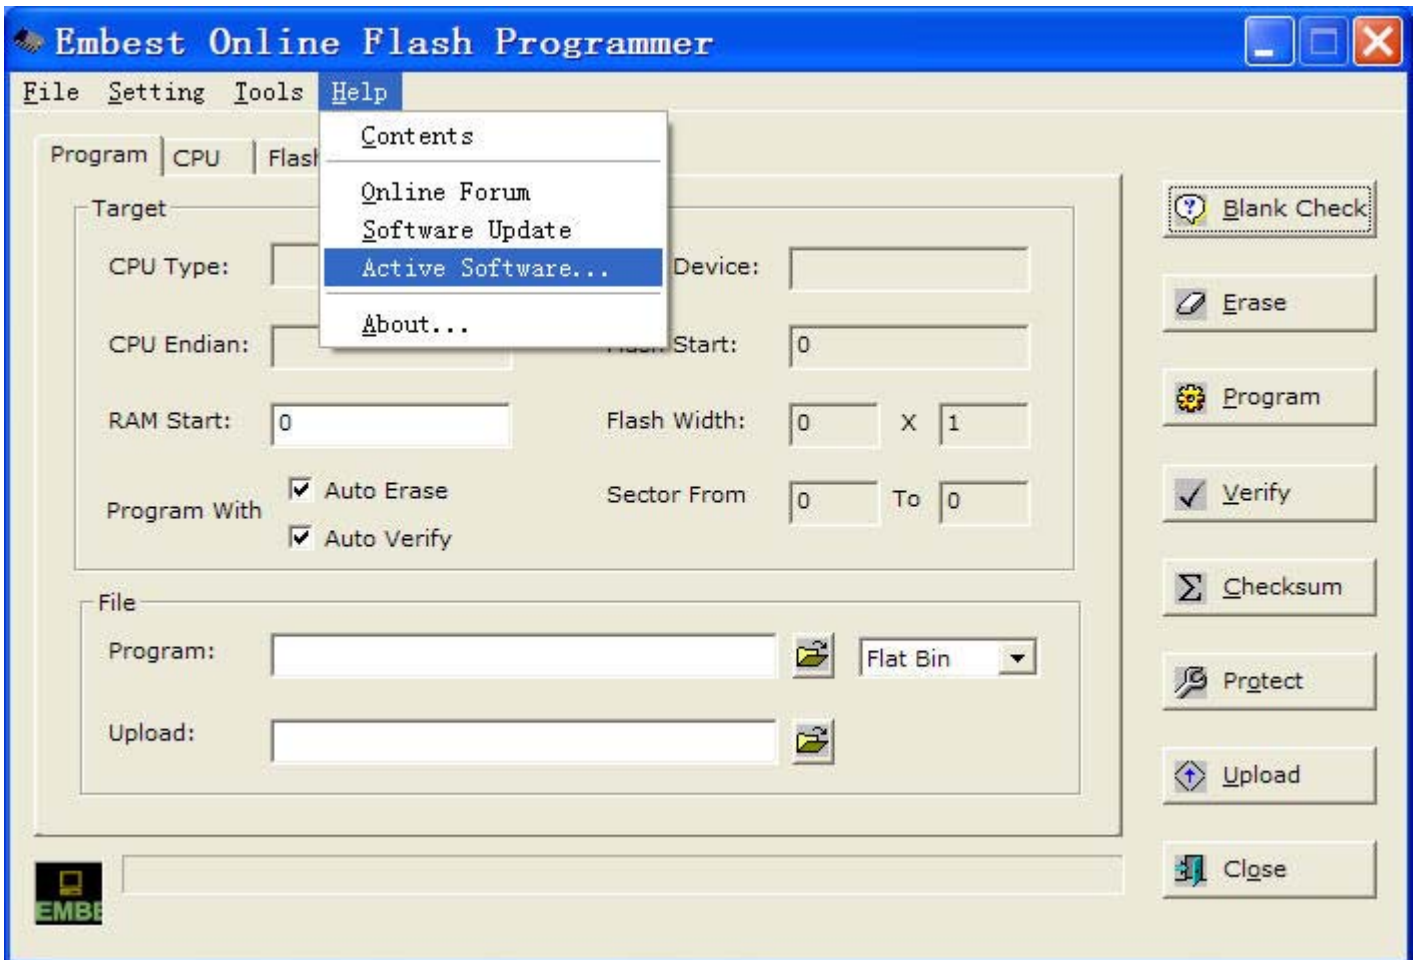 Embest Online Flash Programmer
File Setting Tools Help
Contents
Online Forum
Software Update
Active Software...
About...
Program CPU Flash
Target
CPU Type:
Device:
CPU Endian:
Start:
0
RAM Start:
0
Flash Width:
0
X
1
Program With
Auto Erase
Auto Verify
Sector From
0
To
0
File
Program:
Flat Bin
Upload:
Blank Check
Erase
Program
Verify
Checksum
Protect
Upload
Close
EMBE